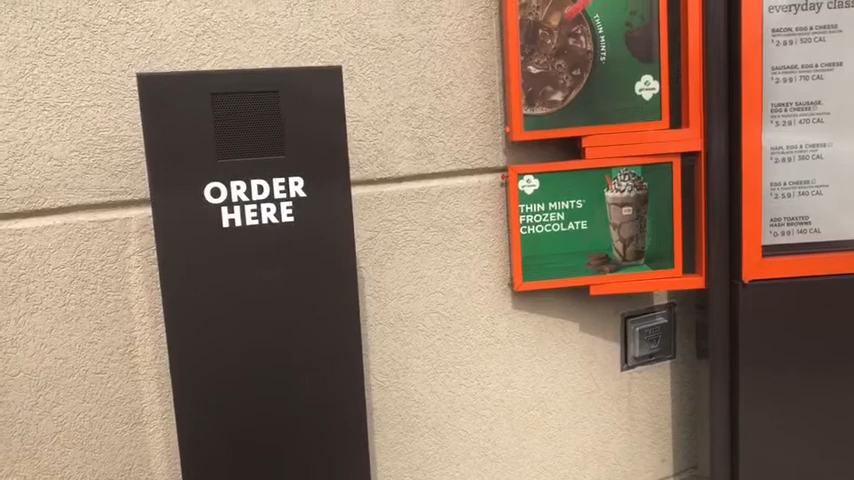 ORDER
HERE
THIN MINTS®
THIN MINTS®
FROZEN
CHOCOLATE
everyday class
BACON, EGG & CHEESE
$2.89 | 520 CAL
SAUSAGE, EGG & CHEESE
$2.99 | 710 CAL
TURKEY SAUSAGE,
EGG & CHEESE
$3.29 | 470 CAL
HAM, EGG & CHEESE
$2.89 | 360 CAL
EGG & CHEESE
$2.59 | 340 CAL
ADD TOASTED
HASH BROWNS
$0.99 | 140 CAL